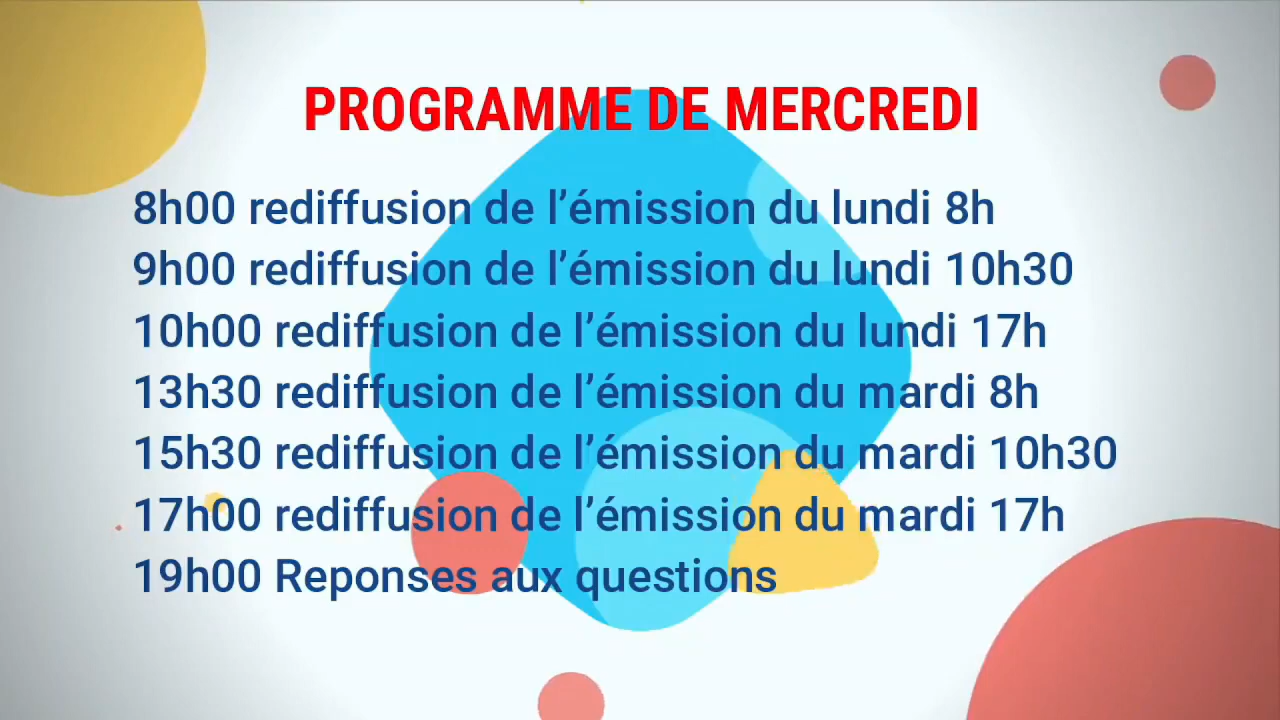 PROGRAMME DE MERCREDI
8h00 rediffusion de l’émission du lundi 8h
9h00 rediffusion de l’émission du lundi 10h30
10h00 rediffusion de l’émission du lundi 17h
13h30 rediffusion de l’émission du mardi 8h
15h30 rediffusion de l’émission du mardi 10h30
17h00 rediffusion de l’émission du mardi 17h
19h00 Reponses aux questions